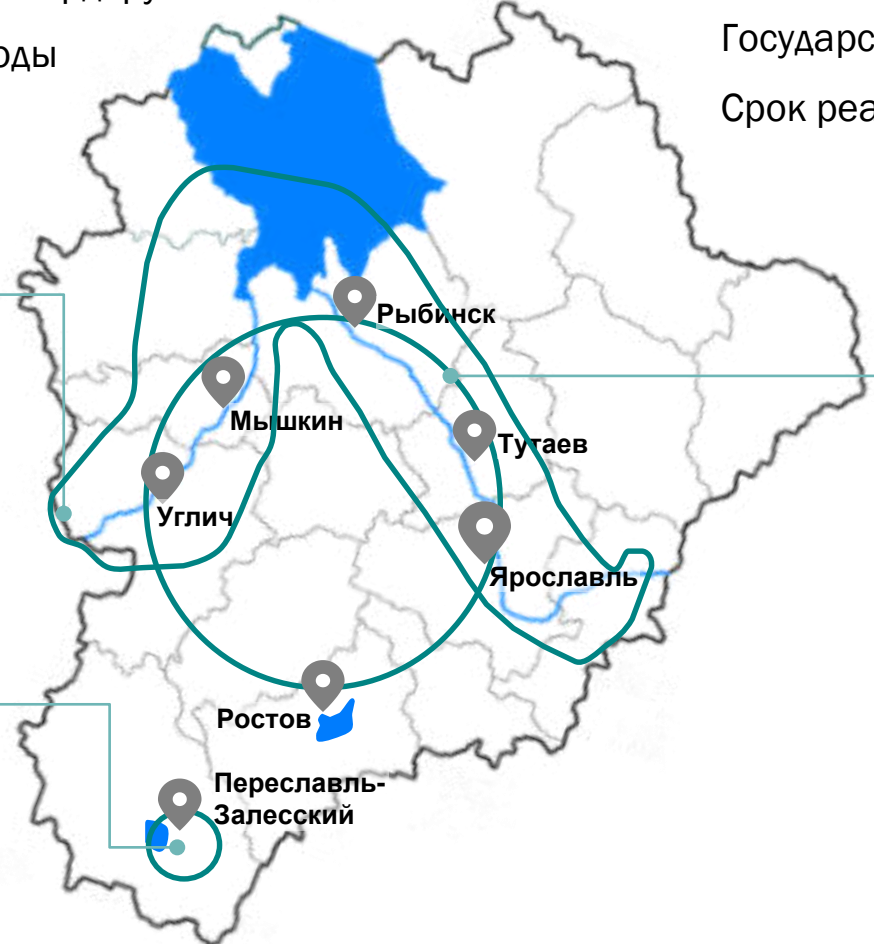 оды
Государс
Срок реа
Рыбинск
Мышкин
Тутаев
Углич
Ярославль
Ростов
Переславль-
Залесский